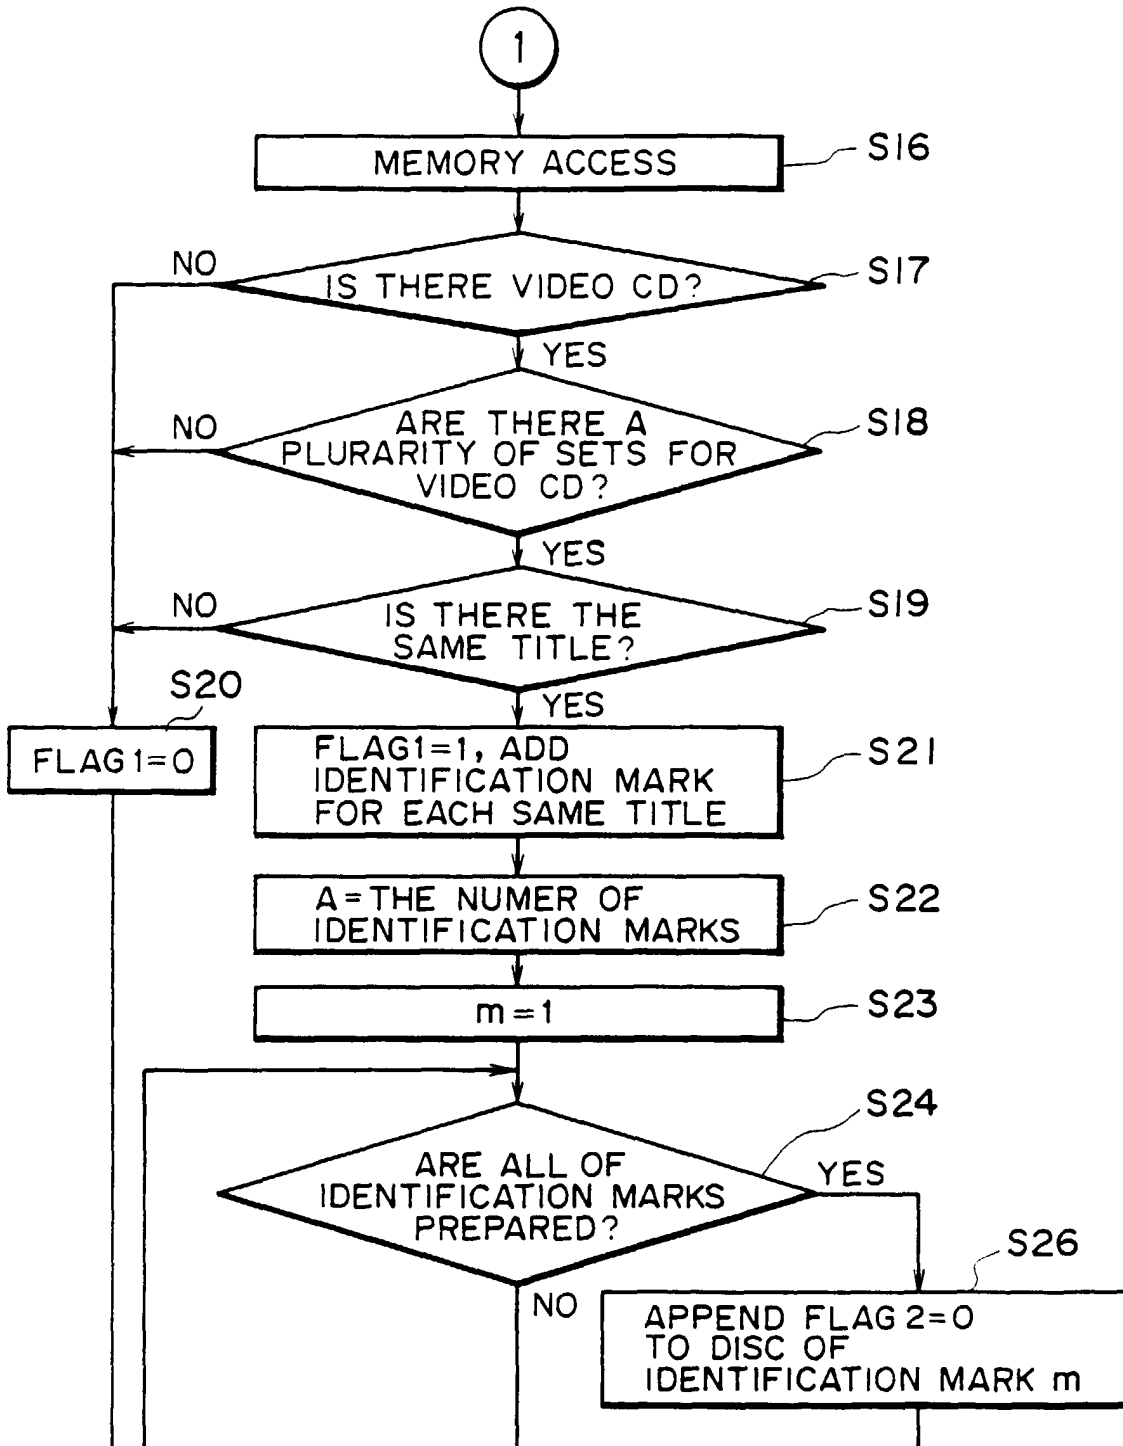 1
MEMORY ACCESS
S16
IS THERE VIDEO CD?
S17
NO
YES
ARE THERE A
PLURARITY OF SETS FOR
VIDEO CD?
S18
NO
YES
IS THERE THE
SAME TITLE?
S19
NO
YES
S20
FLAG1=0
FLAG1=1, ADD
IDENTIFICATION MARK
FOR EACH SAME TITLE
S21
A=THE NUMER OF
IDENTIFICATION MARKS
S22
m=1
S23
ARE ALL OF
IDENTIFICATION MARKS
PREPARED?
S24
YES
NO
S26
APPEND FLAG2=0
TO DISC OF
IDENTIFICATION MARK m